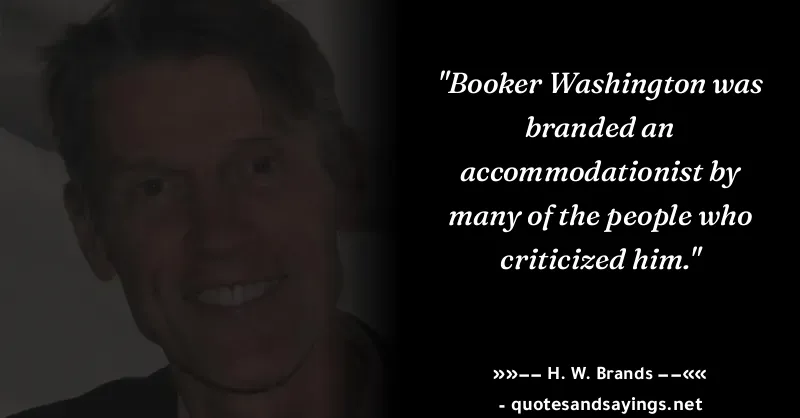 "Booker Washington was
branded an
accommodationist by
many of the people who
criticized him."
»»−− H. W. Brands −−««
- quotesandsayings.net